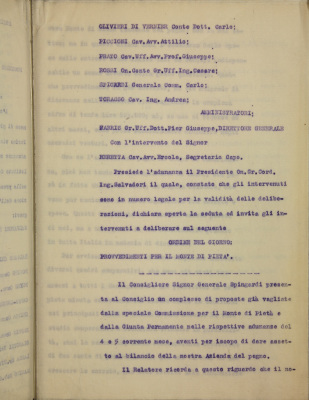 OLIVIERI DI VERNIER Conte Dott. Carlo;
PICCIONI Cav.Avv.Attilio;
PRATO Cav.Uff.Avv.Prof.Giuseppe;
ROSSI On.Conte Gr.Uff.Ing.Cesare;
SPINGARDI Generale Comm. Carlo;
TORASSO Cav. Ing. Andrea;
AMMINISTRATORI;
Gr.Uff.Dott.Pier Giuseppe, DIRETTORE GENERALE
Con l'intervento del Signor
Cav.Avv.Ercole, Segretario Capo.
Presiede l'adunanza il Presidente On.Gr.Cord.
Ing.Salvadori il quale, constato che gli intervenuti
sono in numero legale per la validità delle delibe-
razioni, dichiara aperta la seduta ed invita gli in-
tervenuti a deliberare sul seguente
ORDINE DEL GIORNO:
PROVVEDIMENTI PER IL MONTE DI PIETA'.
--------------------
Il Consigliere Signor Generale Spingardi presen-
ta al Consiglio un complesso di proposte già vagliate
dalla speciale Commissione per il Monte di Pietà e
dalla Giunta Permanente nelle rispettive adunanze del
4 e 5 corrente mese, aventi per iscopo di dare asset-
to al bilancio della nostra Azienda del pegno.
Il Relatore ricorda a questo riguardo che il no-